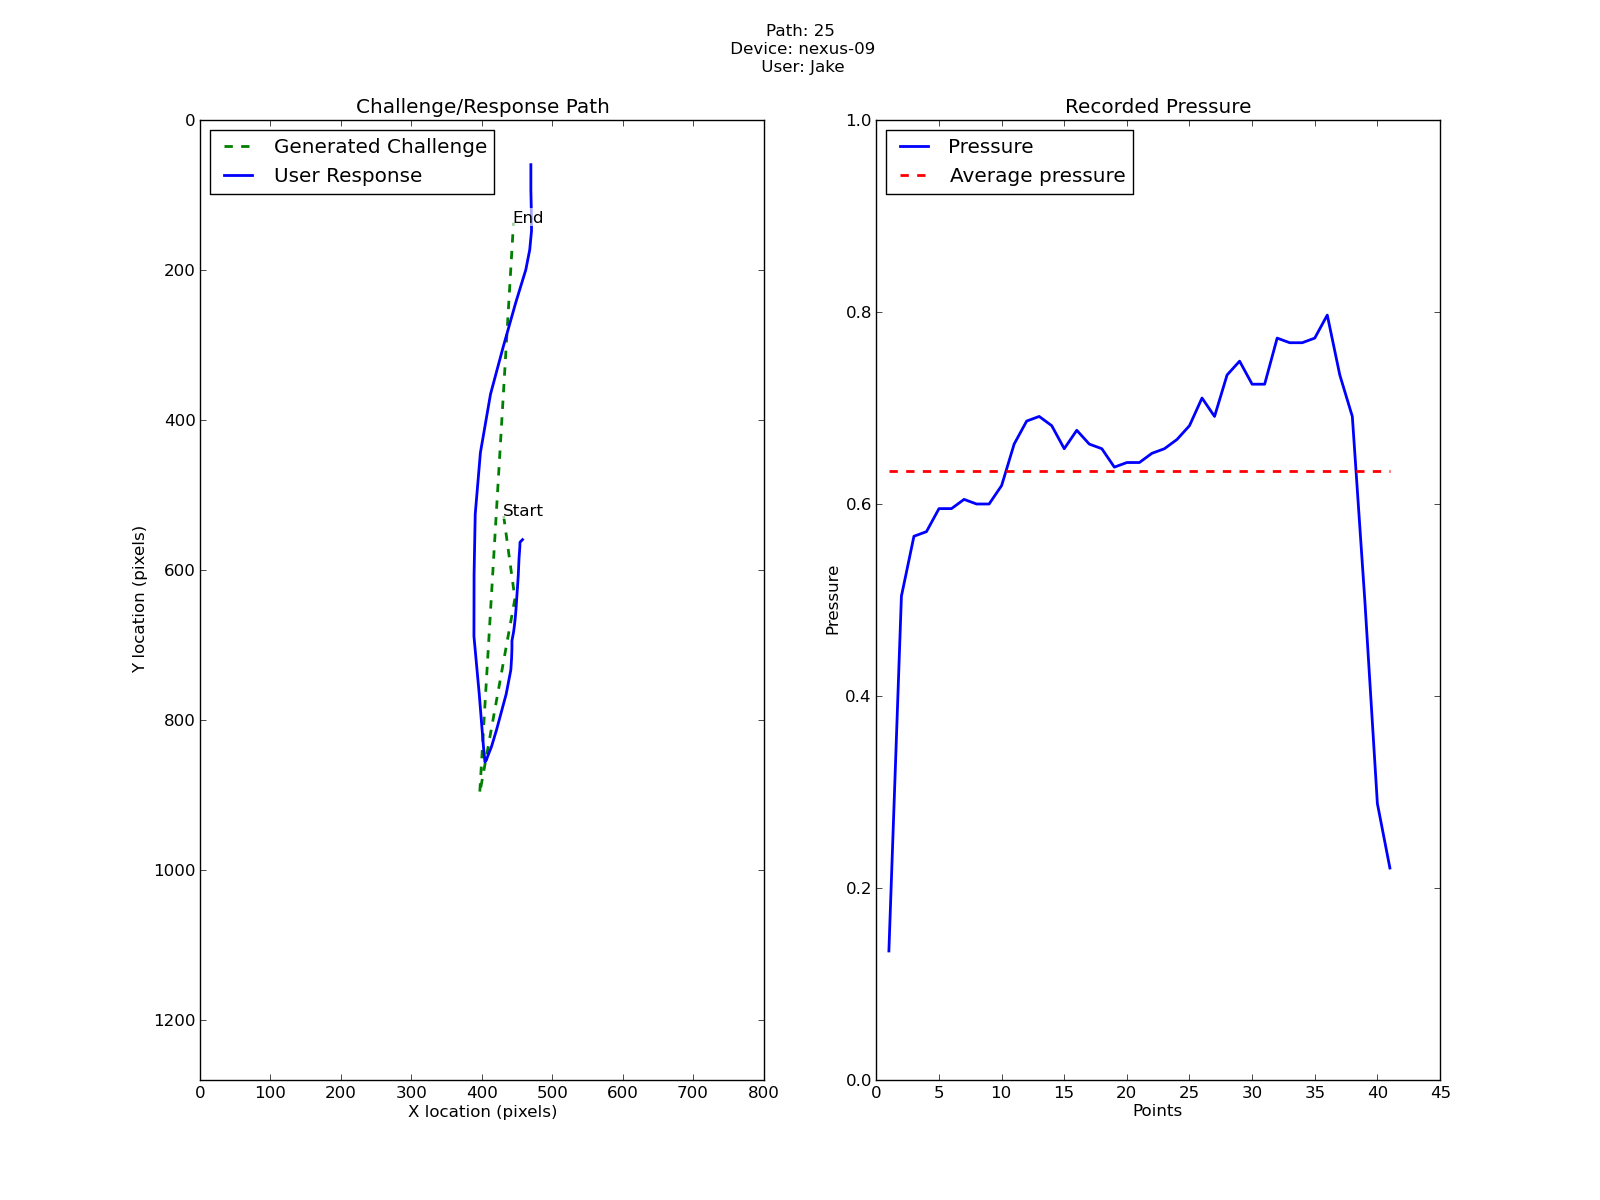 Path: 25
Device: nexus-09
User: Jake
Challenge/Response Path
Generated Challenge
User Response
End
Start
0
200
400
600
800
1000
1200
Y location (pixels)
0 100 200 300 400 500 600 700 800
X location (pixels)
Recorded Pressure
Pressure
Average pressure
1.0
0.8
0.6
0.4
0.2
0.0
Pressure
0 5 10 15 20 25 30 35 40 45
Points